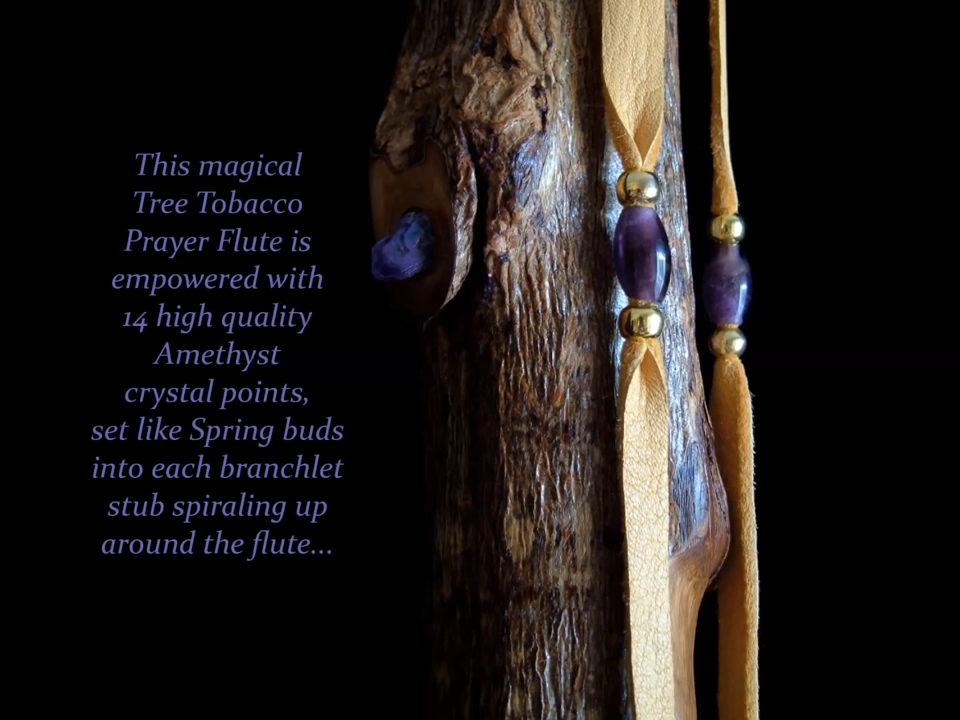 This magical
Tree Tobacco
Prayer Flute is
empowered with
14 high quality
Amethyst
crystal points,
set like Spring buds
into each branchlet
stub spiraling up
around the flute...